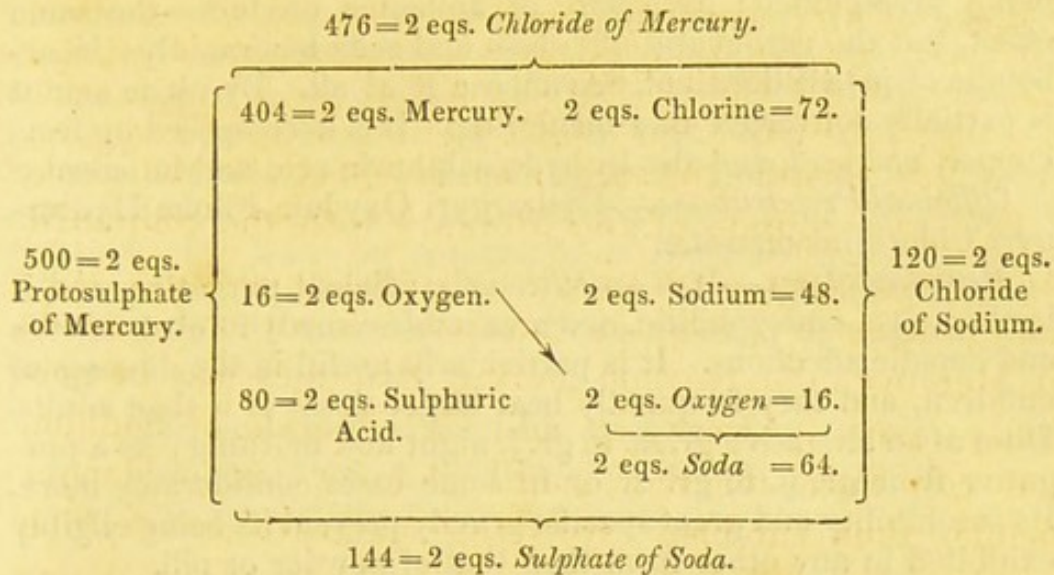 476=2 eqs. Chloride of Mercury.
404=2 eqs. Mercury. 2 eqs. Chlorine=72.
500=2 eqs.
Protosulphate
of Mercury.
16=2 eqs. Oxygen. 2 eqs. Sodium=48.
120=2 eqs.
Chloride
of Sodium.
80=2 eqs. Sulphuric
Acid.
2 eqs. Oxygen=16.
2 eqs. Soda =64.
144=2 eqs. Sulphate of Soda.